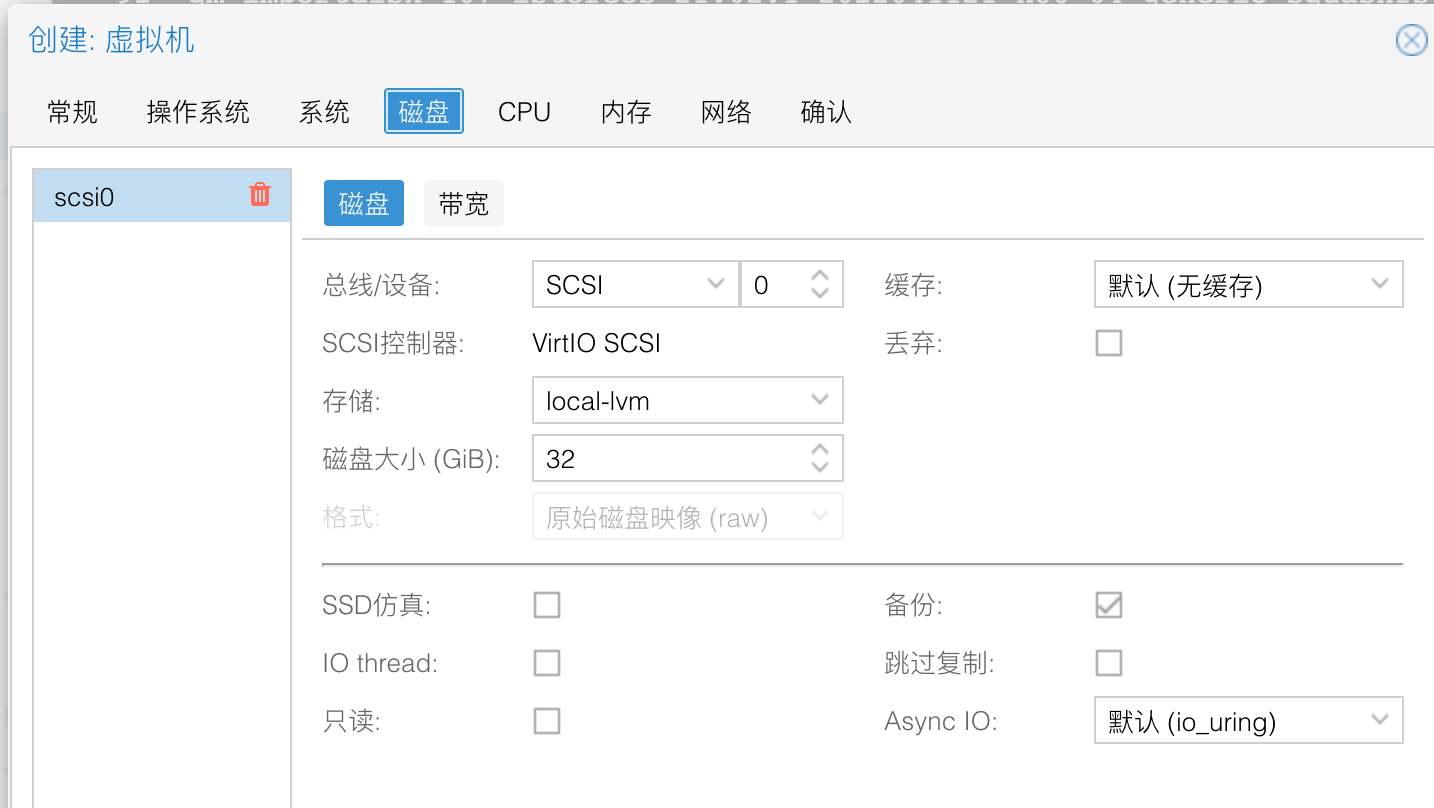 创建: 虚拟机
常规 操作系统 系统 磁盘 CPU 内存 网络 确认
scsi0
磁盘 带宽
总线/设备: SCSI 0 缓存: 默认 (无缓存)
SCSI控制器: VirtIO SCSI 丢弃:
存储: local-lvm
磁盘大小 (GiB): 32
格式: 原始磁盘映像 (raw)
SSD仿真: 备份:
IO thread: 跳过复制:
只读: Async IO: 默认 (io_uring)